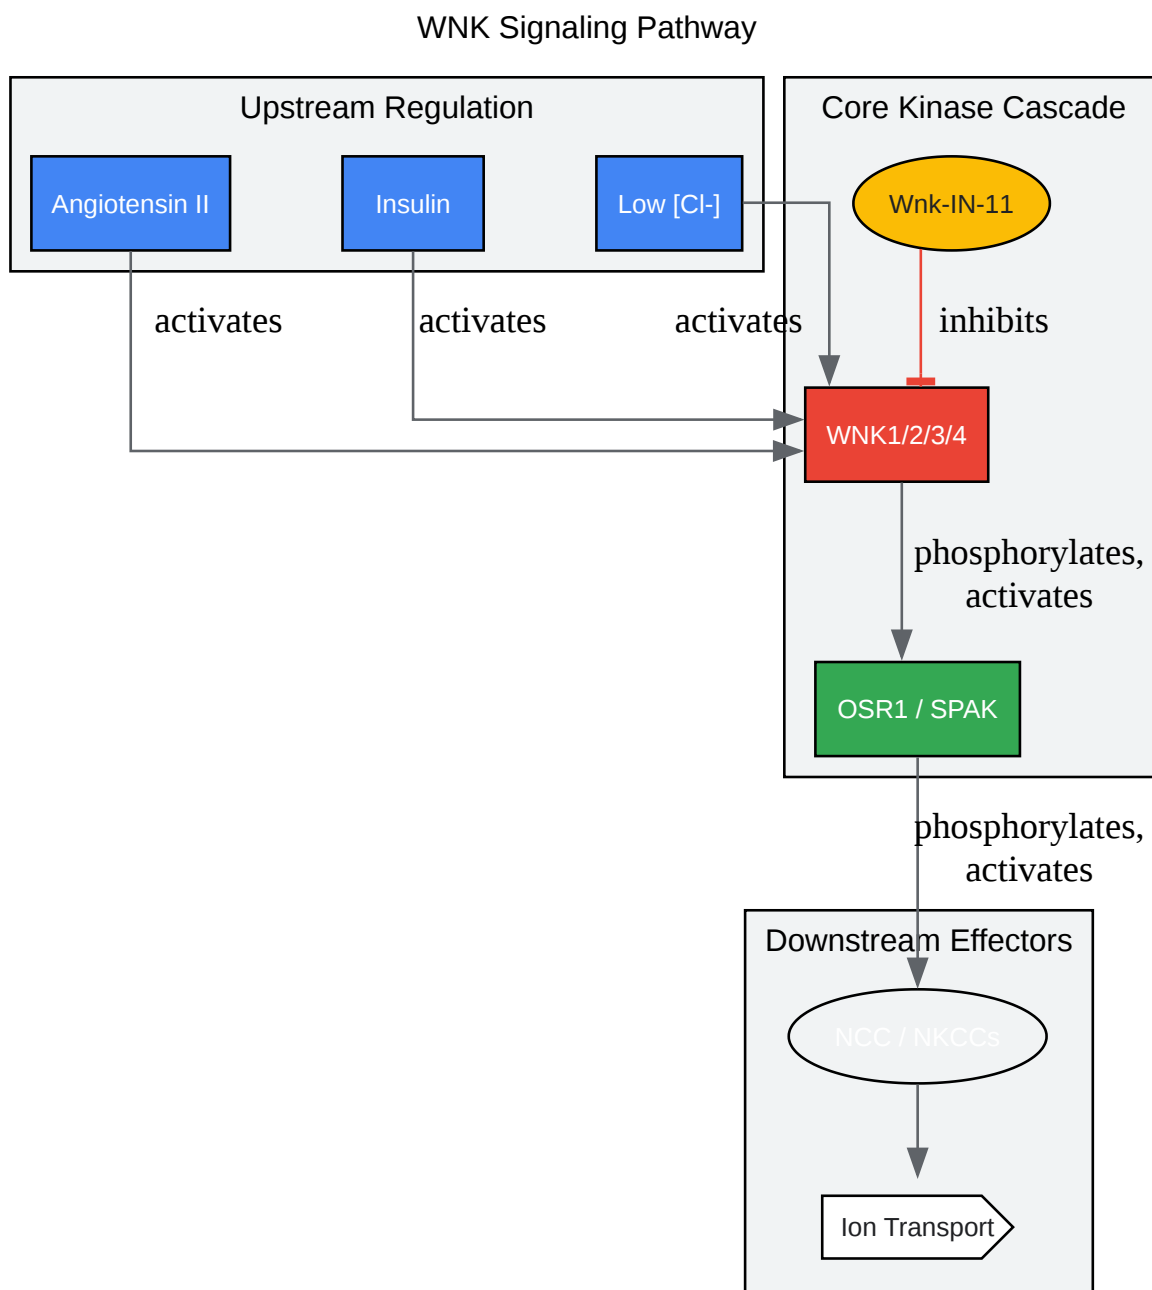 WNK Signaling Pathway
Upstream Regulation
Core Kinase Cascade
Angiotensin II
Insulin
Low [Cl-]
Wnk-IN-11
activates
activates
activates
inhibits
WNK1/2/3/4
phosphorylates,
activates
OSR1 / SPAK
phosphorylates,
activates
Downstream Effectors
NCC / NKCCs
Ion Transport